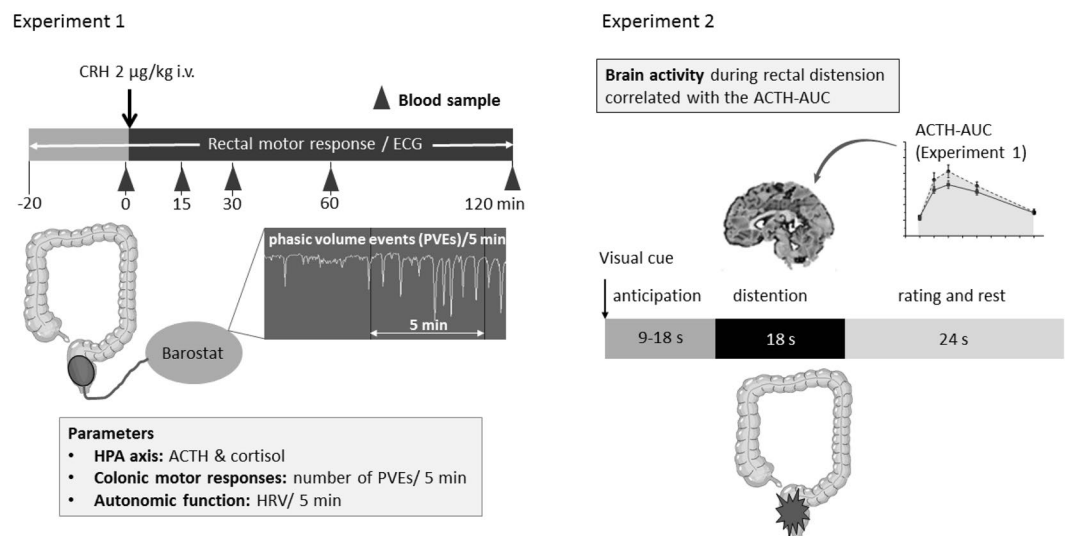 Experiment 1
CRH 2 µg/kg i.v.
Blood sample
Rectal motor response / ECG
-20 0 15 30 60 120 min
phasic volume events (PVEs)/5 min
5 min
Barostat
Parameters
• HPA axis: ACTH & cortisol
• Colonic motor responses: number of PVEs/ 5 min
• Autonomic function: HRV/ 5 min
Experiment 2
Brain activity during rectal distension
correlated with the ACTH-AUC
ACTH-AUC
(Experiment 1)
Visual cue
anticipation distention rating and rest
9-18 s 18 s 24 s